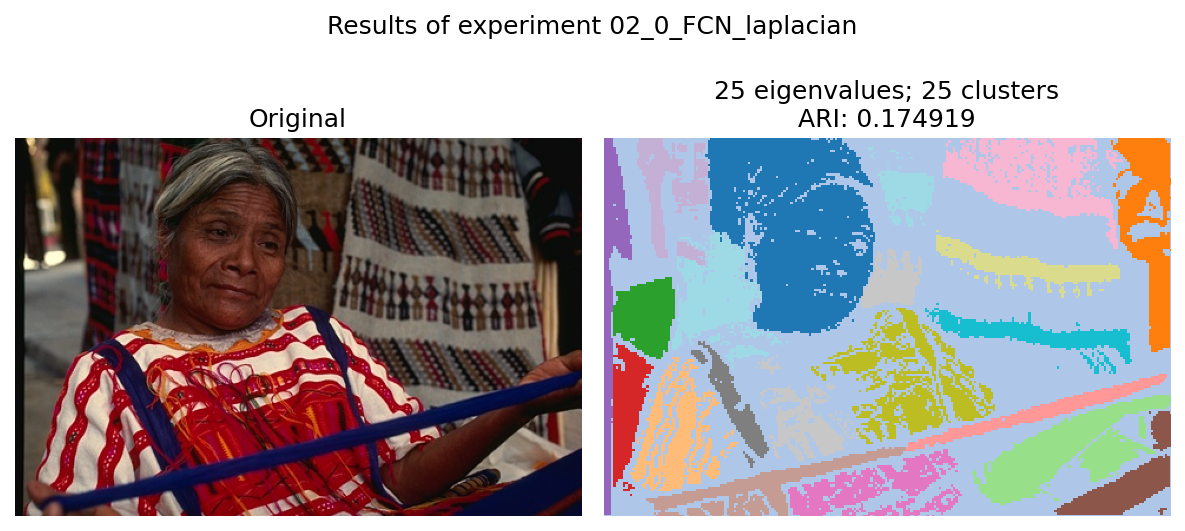 Results of experiment 02_0_FCN_laplacian
Original
25 eigenvalues; 25 clusters
ARI: 0.174919